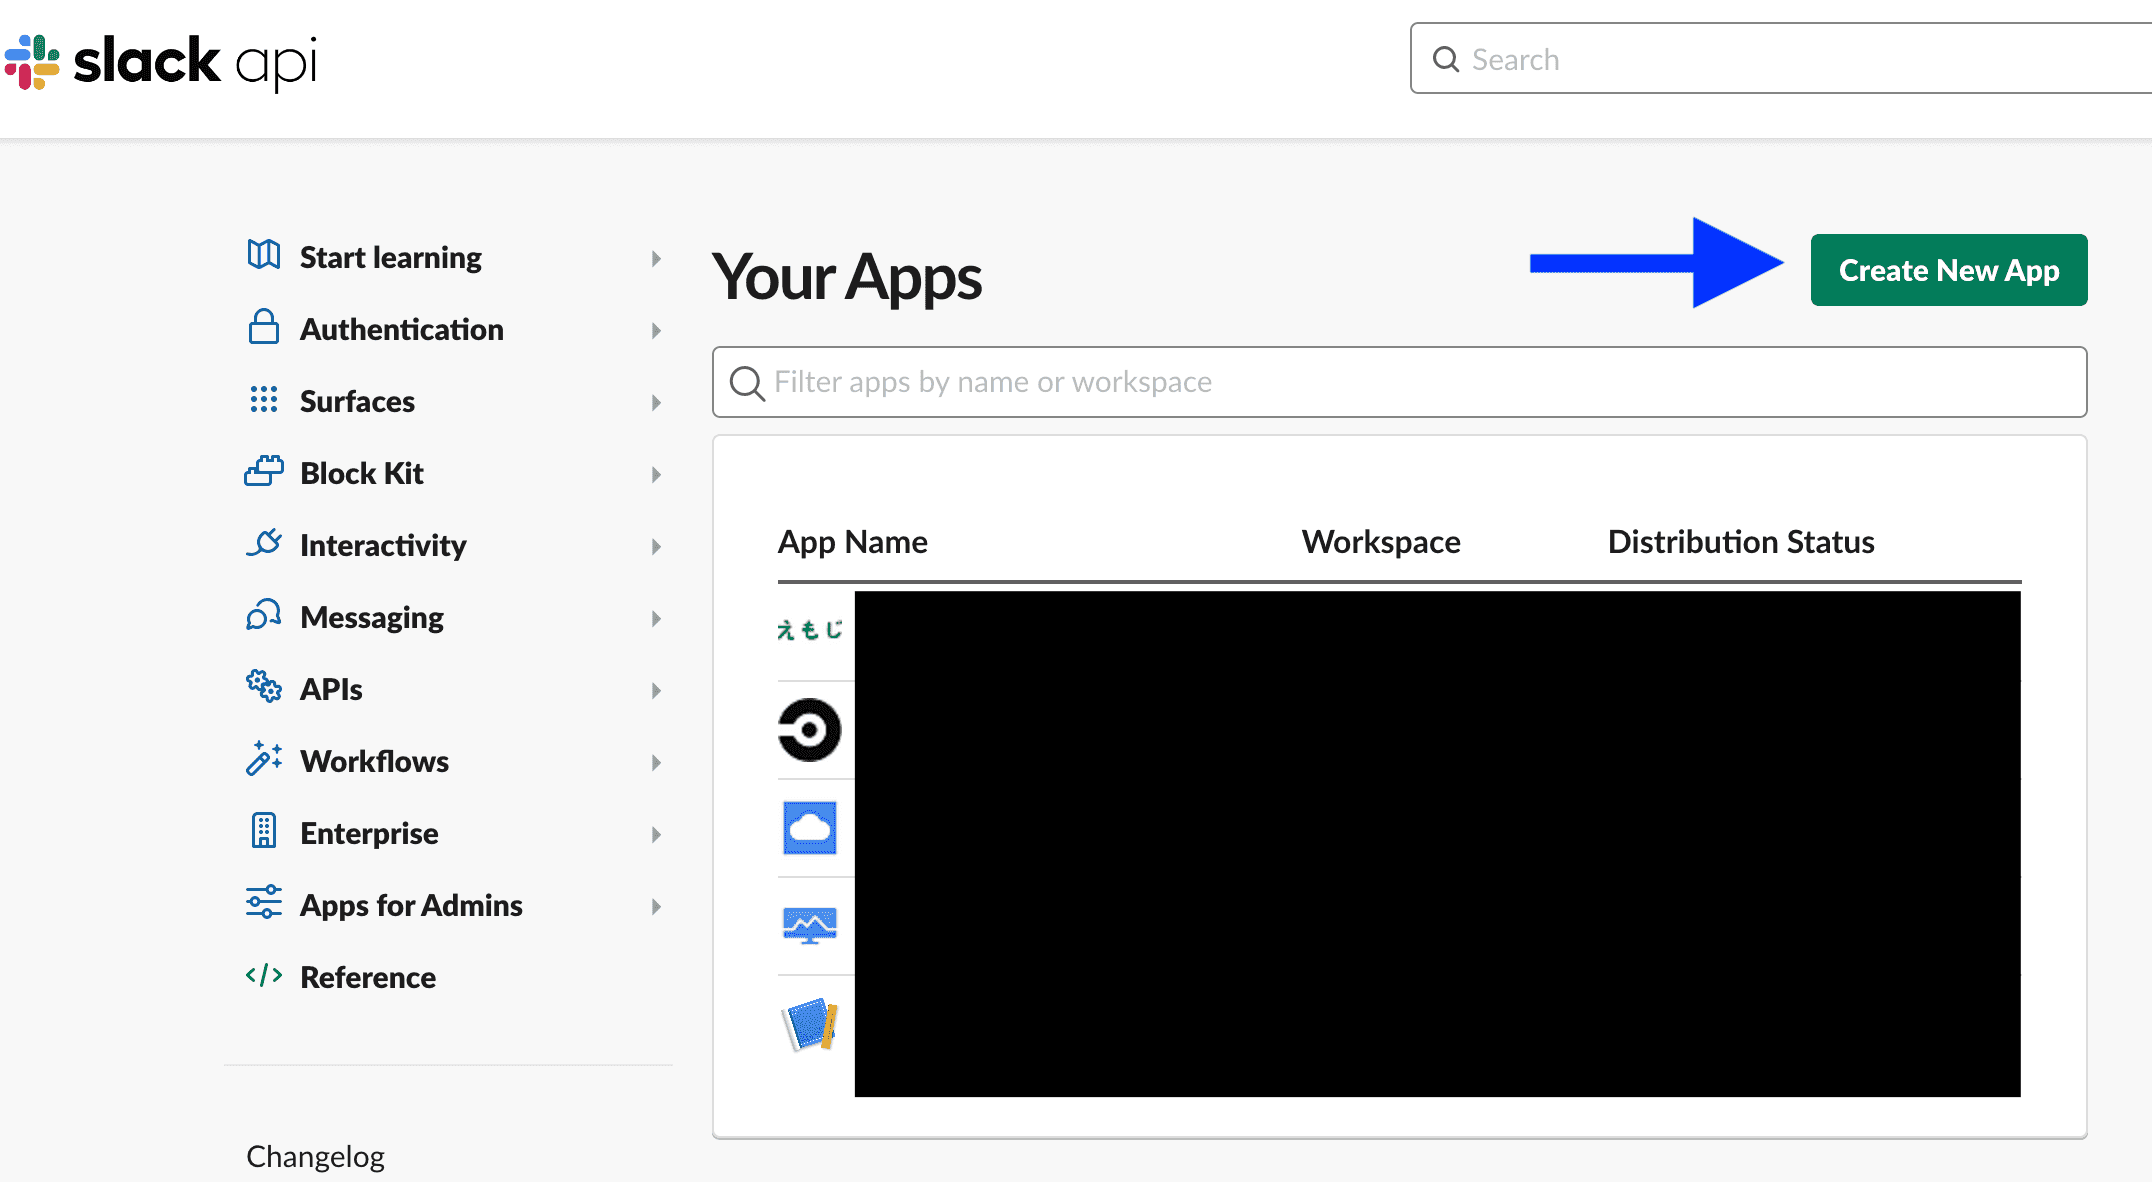 slack api
Search
Start learning
Authentication
Surfaces
Block Kit
Interactivity
Messaging
APIs
Workflows
Enterprise
Apps for Admins
Reference
Changelog
Your Apps
Create New App
Filter apps by name or workspace
App Name Workspace Distribution Status
えもじ